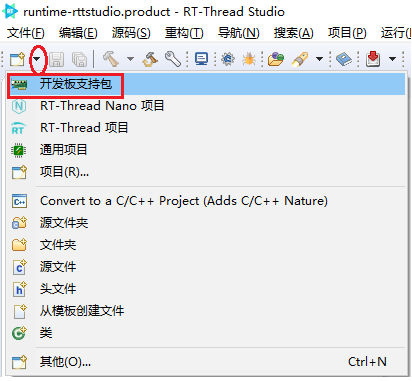 runtime-rttstudio.product - RT-Thread Studio
文件(F) 编辑(E) 源码(S) 重构(T) 导航(N) 搜索(A) 项目(P) 运行(
开发板支持包
RT-Thread Nano 项目
RT-Thread 项目
通用项目
项目(R)...
Convert to a C/C++ Project (Adds C/C++ Nature)
源文件夹
文件夹
源文件
头文件
从模板创建文件
类
其他(O)... Ctrl+N